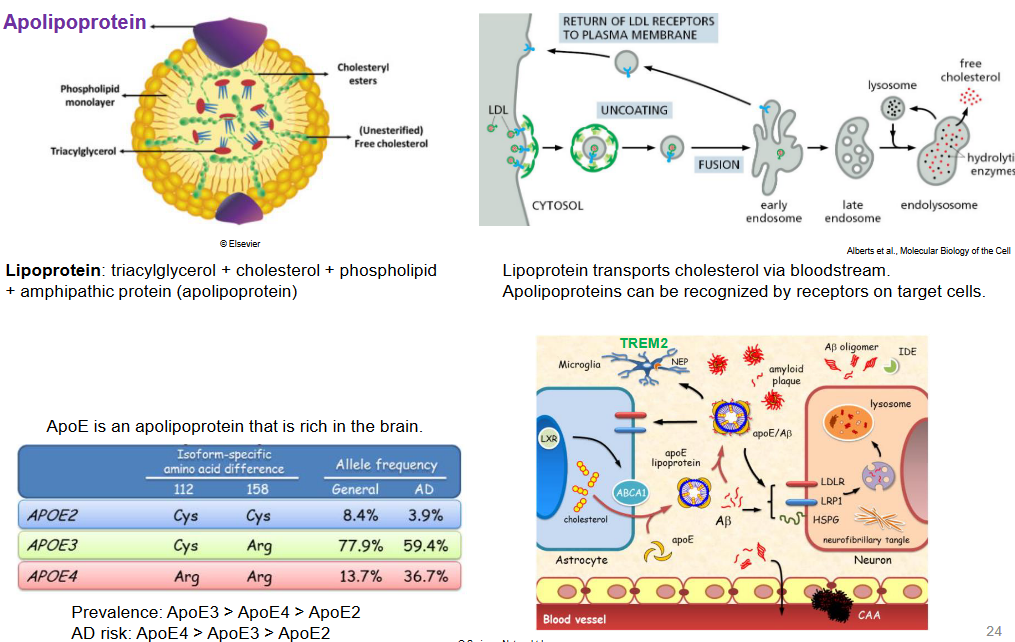 Apolipoprotein
Cholesteryl
esters
Phospholipid
monolayer
(Unesterified)
Free cholesterol
Triacylglycerol
© Elsevier
Lipoprotein: triacylglycerol + cholesterol + phospholipid
+ amphipathic protein (apolipoprotein)
RETURN OF LDL RECEPTORS
TO PLASMA MEMBRANE
LDL
UNCOATING
FUSION
CYTOSOL
early
endosome
late
endosome
lysosome
free
cholesterol
hydrolytic
enzymes
endolysosome
Alberts et al., Molecular Biology of the Cell
Lipoprotein transports cholesterol via bloodstream.
Apolipoproteins can be recognized by receptors on target cells.
ApoE is an apolipoprotein that is rich in the brain.
Isoform-specific
amino acid difference
Allele frequency
112 158 General AD
APOE2 Cys Cys 8.4% 3.9%
APOE3 Cys Arg 77.9% 59.4%
APOE4 Arg Arg 13.7% 36.7%
Prevalence: ApoE3 > ApoE4 > ApoE2
AD risk: ApoE4 > ApoE3 > ApoE2
TREM2
Microglia
NEP
amyloid
plaque
Aβ oligomer
IDE
lysosome
LXR
apoE/Aβ
apoE
lipoprotein
ABCA1
cholesterol
Aβ
LDLR
LRP1
HSPG
apoE
neurofibrillary tangle
Astrocyte
Neuron
Blood vessel
CAA
24